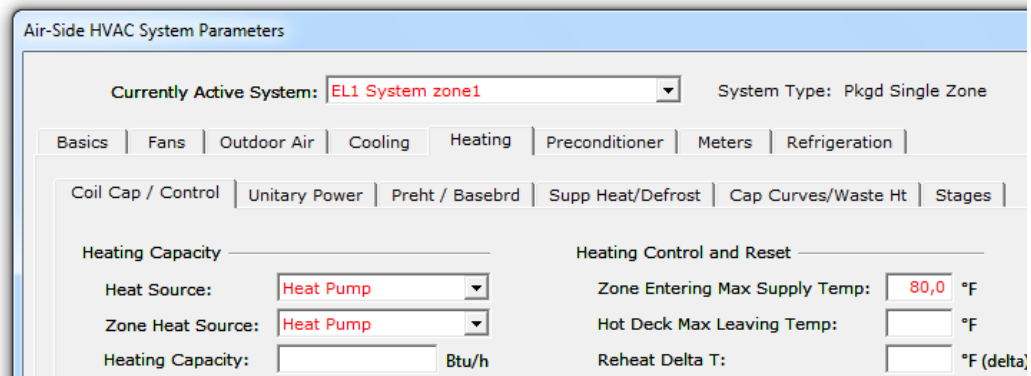 Air-Side HVAC System Parameters
Currently Active System: EL1 System zone1 System Type: Pkgd Single Zone
Basics Fans Outdoor Air Cooling Heating Preconditioner Meters Refrigeration
Coil Cap / Control Unitary Power Preht / Basebrd Supp Heat/Defrost Cap Curves/Waste Ht Stages
Heating Capacity Heating Control and Reset
Heat Source: Heat Pump Zone Entering Max Supply Temp: 80,0 °F
Zone Heat Source: Heat Pump Hot Deck Max Leaving Temp: °F
Heating Capacity: Btu/h Reheat Delta T: °F (delta)